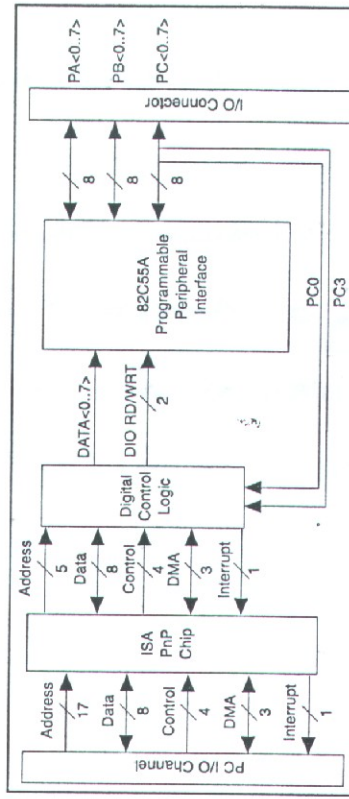 PC I/O Channel
Address
17
Data
8
Control
4
DMA
3
Interrupt
1
ISA
PnP
Chip
Address
5
Data
8
Control
4
DMA
3
Interrupt
1
Digital
Control
Logic
DATA<0..7>
DIO RD/WRT
2
82C55A
Programmable
Peripheral
Interface
8
8
8
PA<0..7>
PB<0..7>
PC<0..7>
I/O Connector
PC0
PC3